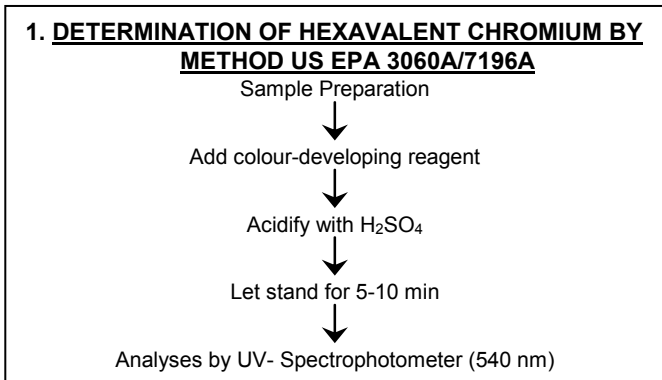 1. DETERMINATION OF HEXAVALENT CHROMIUM BY
METHOD US EPA 3060A/7196A
Sample Preparation
Add colour-developing reagent
Acidify with H₂SO₄
Let stand for 5-10 min
Analyses by UV- Spectrophotometer (540 nm)